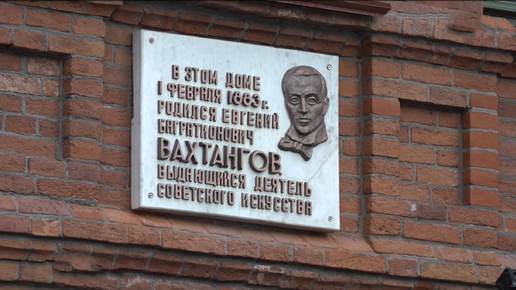 В ЭТОМ ДОМЕ
1 ФЕВРАЛЯ 1883 г.
РОДИЛСЯ ЕВГЕНИЙ
БАГРАТИОНОВИЧ
ВАХТАНГОВ
ВЫДАЮЩИЙСЯ ДЕЯТЕЛЬ
СОВЕТСКОГО ИСКУССТВА